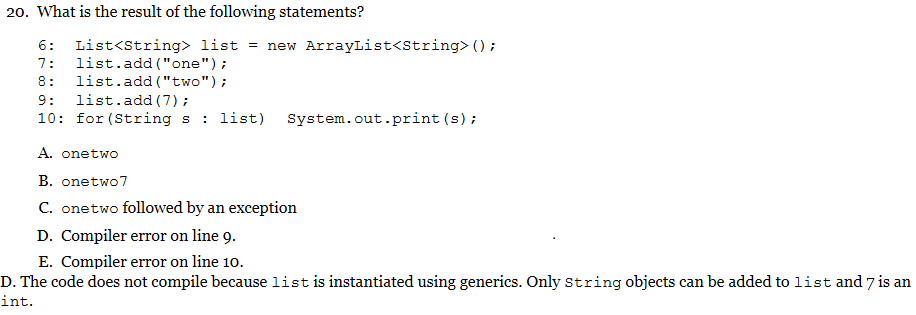 20. What is the result of the following statements?
6: List<String> list = new ArrayList<String>();
7: list.add("one");
8: list.add("two");
9: list.add(7);
10: for(String s : list) System.out.print(s);
A. onetwo
B. onetwo7
C. onetwo followed by an exception
D. Compiler error on line 9.
E. Compiler error on line 10.
D. The code does not compile because list is instantiated using generics. Only String objects can be added to list and 7 is an
int.